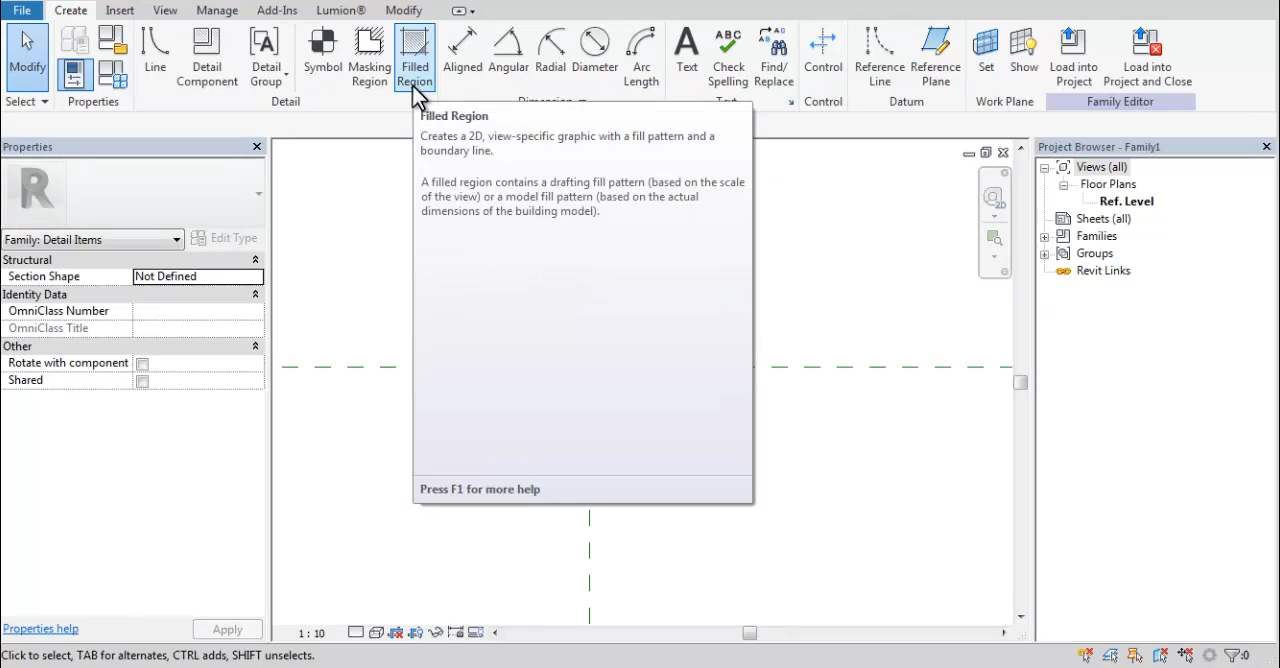 File Create Insert View Manage Add-Ins Lumion® Modify
Modify
Line
Detail
Component
Detail
Group
Symbol
Masking
Region
Filled
Region
Aligned
Angular
Radial
Diameter
Arc
Length
Text
Check
Spelling
Find/
Replace
Control
Reference
Line
Reference
Plane
Set
Show
Load into
Project
Load into
Project and Close
Select Properties Detail Control Datum Work Plane Family Editor
Filled Region
Creates a 2D, view-specific graphic with a fill pattern and a
boundary line.
A filled region contains a drafting fill pattern (based on the scale
of the view) or a model fill pattern (based on the actual
dimensions of the building model).
Press F1 for more help
Properties
R
Family: Detail Items
Edit Type
Structural
Section Shape Not Defined
Identity Data
OmniClass Number
OmniClass Title
Other
Rotate with component
Shared
Properties help
Apply
2D
1 : 10
Project Browser - Family1
Views (all)
Floor Plans
Ref. Level
Sheets (all)
Families
Groups
Revit Links
Click to select, TAB for alternates, CTRL adds, SHIFT unselects.
:0